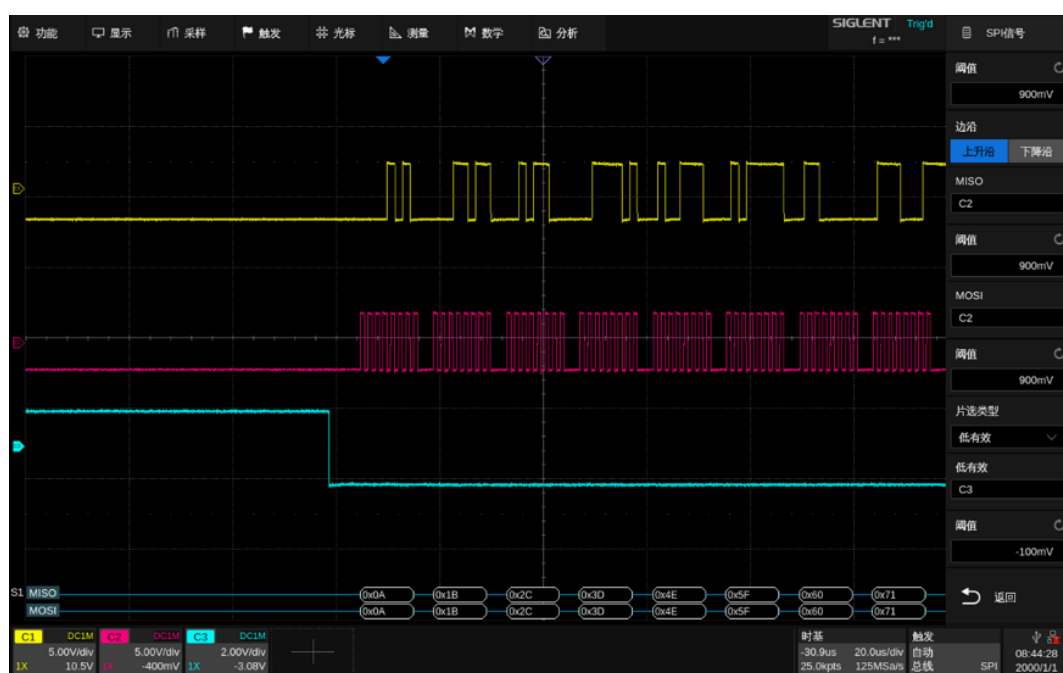 功能 显示 采样 触发 光标 测量 数学 分析
SIGLENT Trig'd
f = ***
SPI信号
阈值
900mV
边沿
上升沿 下降沿
MISO
C2
阈值
900mV
MOSI
C2
阈值
900mV
片选类型
低有效
低有效
C3
阈值
-100mV
返回
S1 MISO 0x0A 0x1B 0x2C 0x3D 0x4E 0x5F 0x60 0x71
MOSI 0x0A 0x1B 0x2C 0x3D 0x4E 0x5F 0x60 0x71
C1 DC1M C2 DC1M C3 DC1M 时基 触发
5.00V/div 5.00V/div 2.00V/div -30.9us 20.0us/div 自动 08:44:28
1X 10.5V 1X -400mV 1X -3.08V 25.0kpts 125MSa/s 总线 SPI 2000/1/1